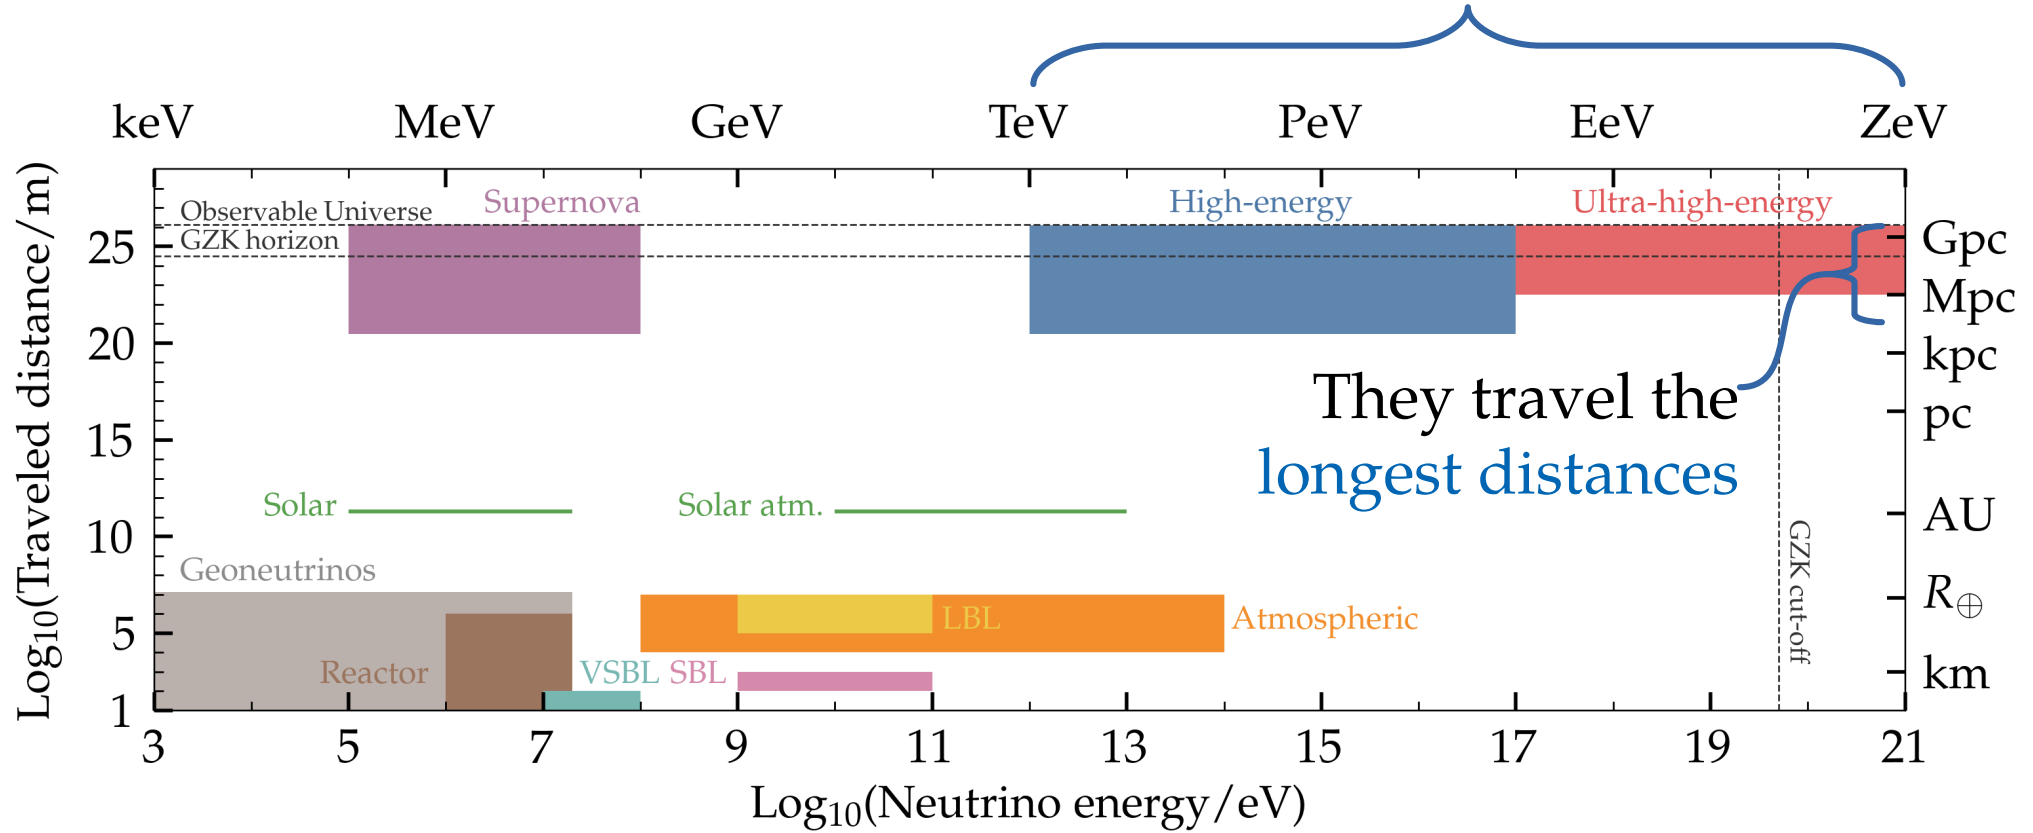 keV MeV GeV TeV PeV EeV ZeV
Log₁₀(Traveled distance/m)
25
20
15
10
5
1
Observable Universe
GZK horizon
Supernova
High-energy
Ultra-high-energy
Gpc
Mpc
kpc
pc
AU
R⊕
km
They travel the
longest distances
Solar
Solar atm.
GZK cut-off
Geoneutrinos
Reactor
VSBL
SBL
LBL
Atmospheric
3 5 7 9 11 13 15 17 19 21
Log₁₀(Neutrino energy/eV)